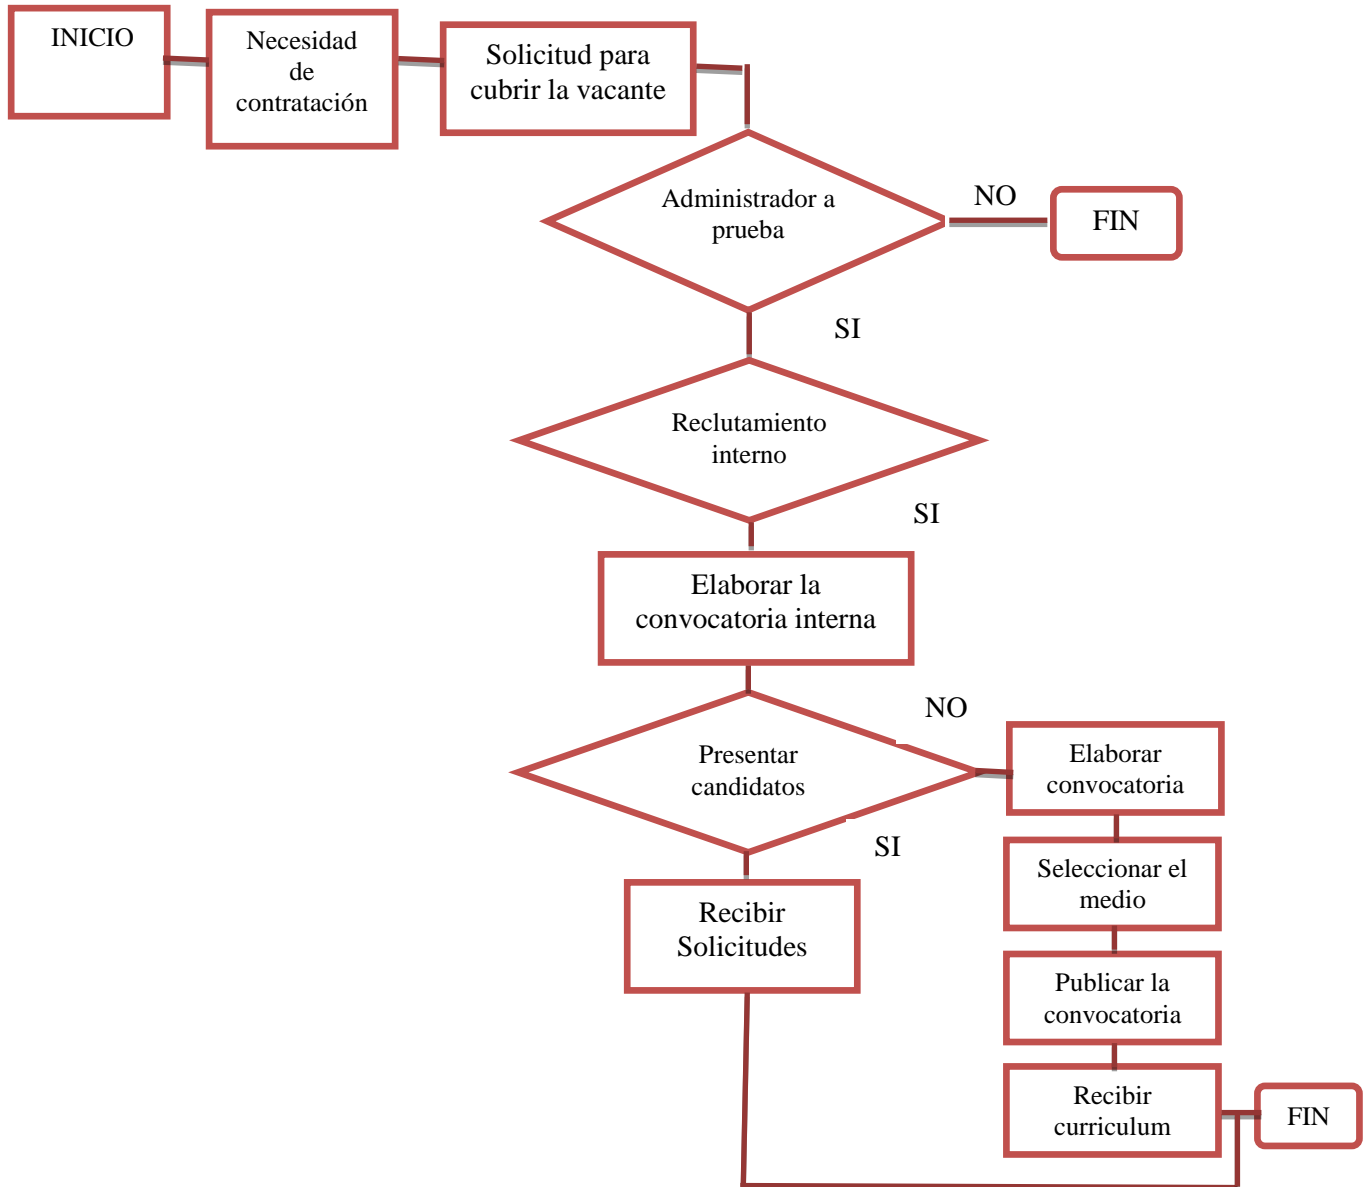 INICIO
Necesidad
de
contratación
Solicitud para
cubrir la vacante
Administrador a
prueba
NO
FIN
SI
Reclutamiento
interno
SI
Elaborar la
convocatoria interna
Presentar
candidatos
NO
Elaborar
convocatoria
SI
Seleccionar el
medio
Recibir
Solicitudes
Publicar la
convocatoria
Recibir
curriculum
FIN